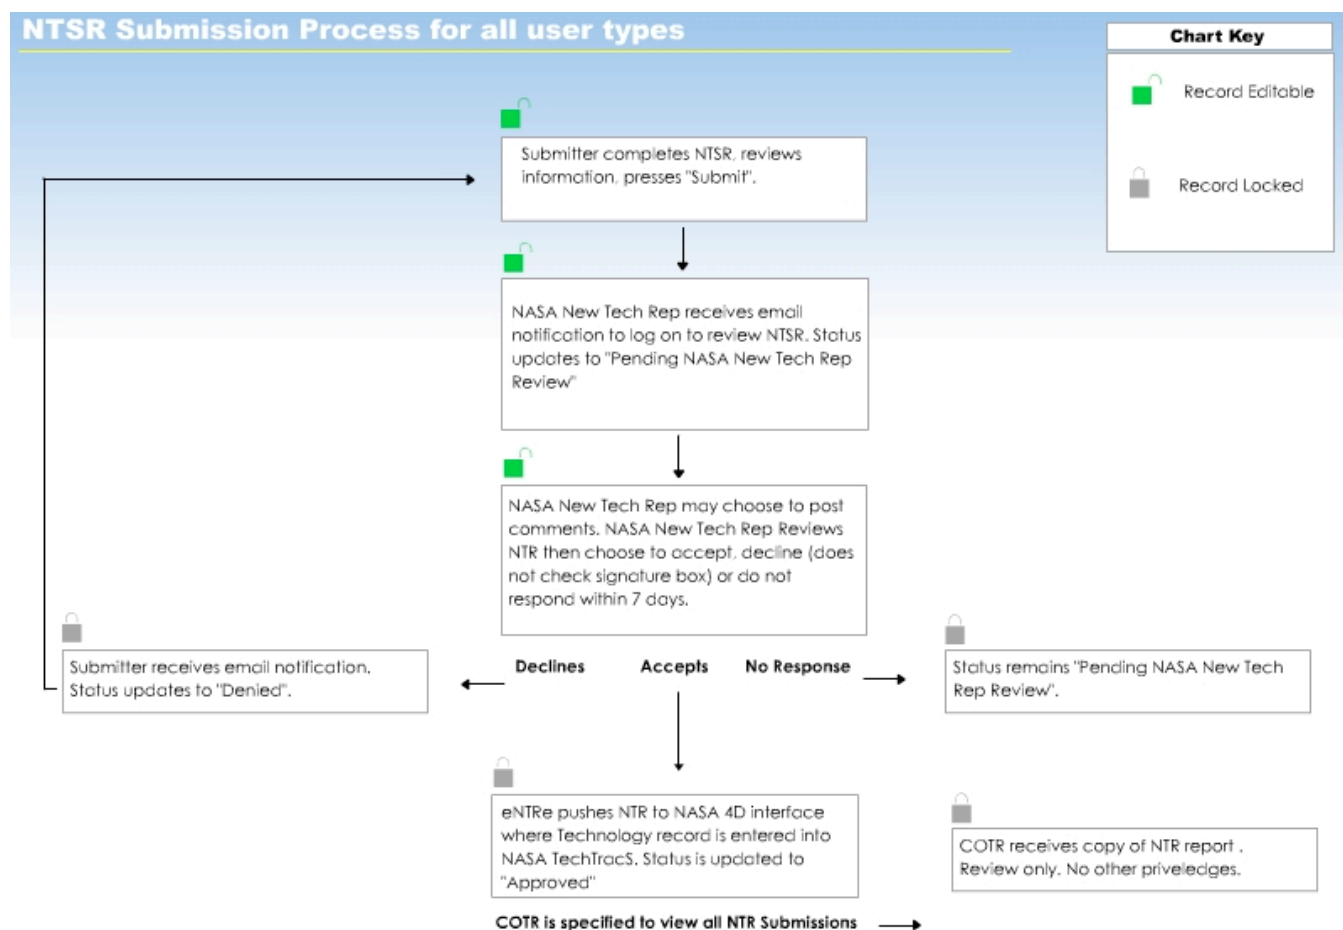 NTSR Submission Process for all user types
Chart Key
Record Editable
Record Locked
Submitter completes NTSR, reviews
information, presses "Submit".
NASA New Tech Rep receives email
notification to log on to review NTSR. Status
updates to "Pending NASA New Tech Rep
Review"
NASA New Tech Rep may choose to post
comments. NASA New Tech Rep Reviews
NTR then choose to accept, decline (does
not check signature box) or do not
respond within 7 days.
Declines
Accepts
No Response
Submitter receives email notification.
Status updates to "Denied".
Status remains "Pending NASA New Tech
Rep Review".
eNTRe pushes NTR to NASA 4D interface
where Technology record is entered into
NASA TechTracS. Status is updated to
"Approved"
COTR receives copy of NTR report .
Review only. No other priveledges.
COTR is specified to view all NTR Submissions